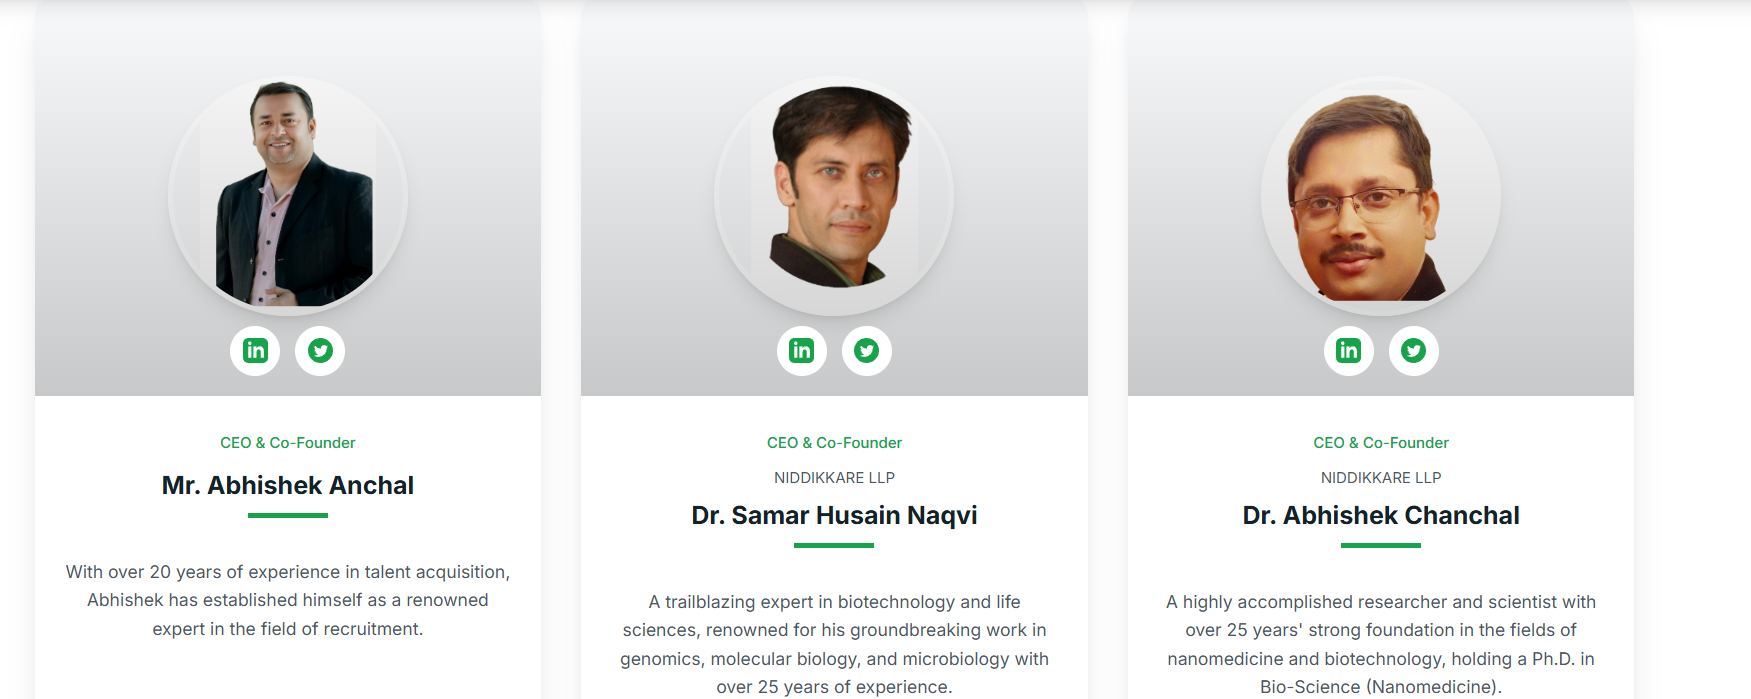 in
in
in
CEO & Co-Founder
Mr. Abhishek Anchal
With over 20 years of experience in talent acquisition,
Abhishek has established himself as a renowned
expert in the field of recruitment.
CEO & Co-Founder
NIDDIKKARE LLP
Dr. Samar Husain Naqvi
A trailblazing expert in biotechnology and life
sciences, renowned for his groundbreaking work in
genomics, molecular biology, and microbiology with
over 25 years of experience.
CEO & Co-Founder
NIDDIKKARE LLP
Dr. Abhishek Chanchal
A highly accomplished researcher and scientist with
over 25 years' strong foundation in the fields of
nanomedicine and biotechnology, holding a Ph.D. in
Bio-Science (Nanomedicine).